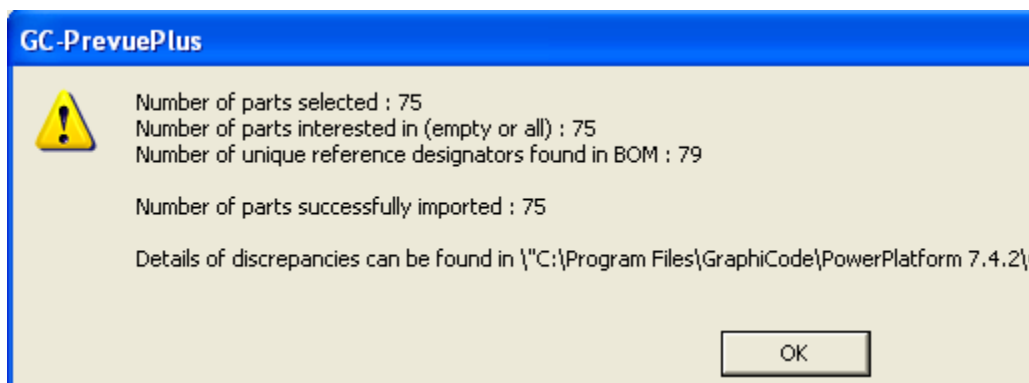 GC-PrevuePlus
Number of parts selected : 75
Number of parts interested in (empty or all) : 75
Number of unique reference designators found in BOM : 79
Number of parts successfully imported : 75
Details of discrepancies can be found in \"C:\Program Files\GraphiCode\PowerPlatform 7.4.2\
OK